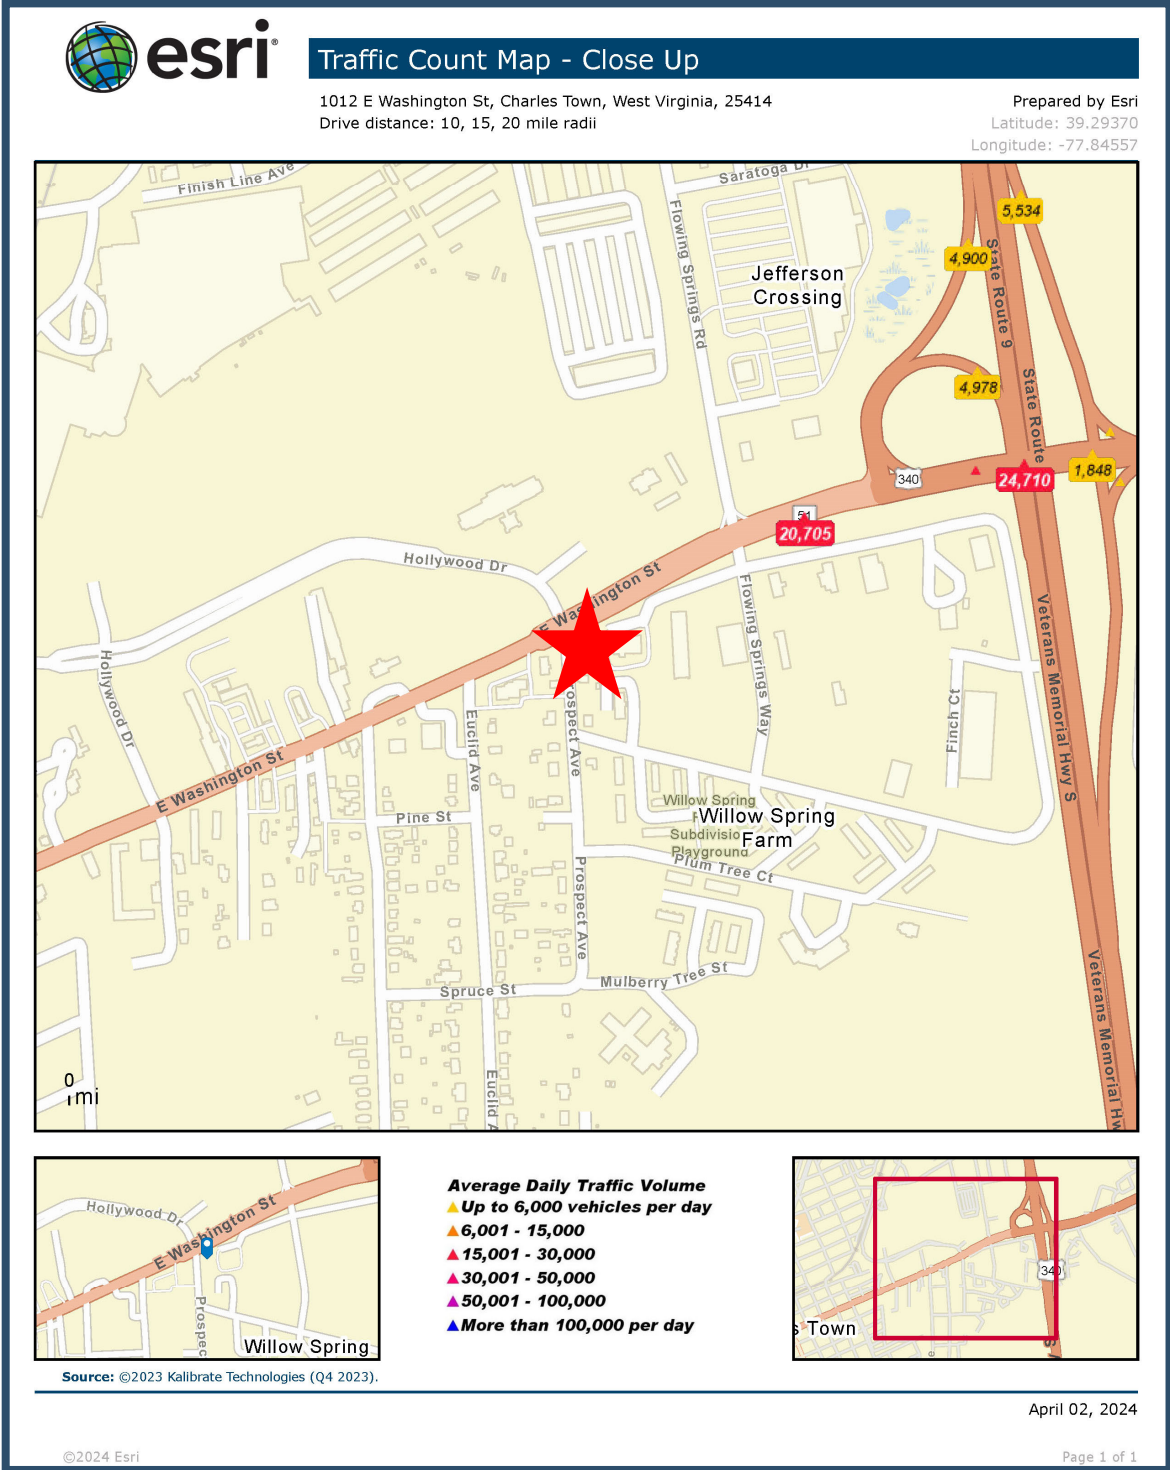 esri®
Traffic Count Map - Close Up
1012 E Washington St, Charles Town, West Virginia, 25414
Drive distance: 10, 15, 20 mile radii
Prepared by Esri
Latitude: 39.29370
Longitude: -77.84557
Finish Line Ave
Saratoga Dr
Flowing Springs Rd
Jefferson
Crossing
5,534
4,900
State Route 9
4,978
State Route
340
24,710
1,848
51
20,705
Hollywood Dr
E Washington St
Flowing Springs Way
Hollywood Dr
Veterans Memorial Hwy S
Finch Ct
Euclid Ave
rospect Ave
E Washington St
Pine St
Willow Spring
Subdivisio
Playground
Willow Spring
Farm
Plum Tree Ct
Prospect Ave
Spruce St
Mulberry Tree St
Veterans Memorial Hw
Euclid A
0
mi
Hollywood Dr
E Washington St
Prospec
Willow Spring
Average Daily Traffic Volume
Up to 6,000 vehicles per day
6,001 - 15,000
15,001 - 30,000
30,001 - 50,000
50,001 - 100,000
More than 100,000 per day
340
s Town
Source: ©2023 Kalibrate Technologies (Q4 2023).
April 02, 2024
©2024 Esri
Page 1 of 1